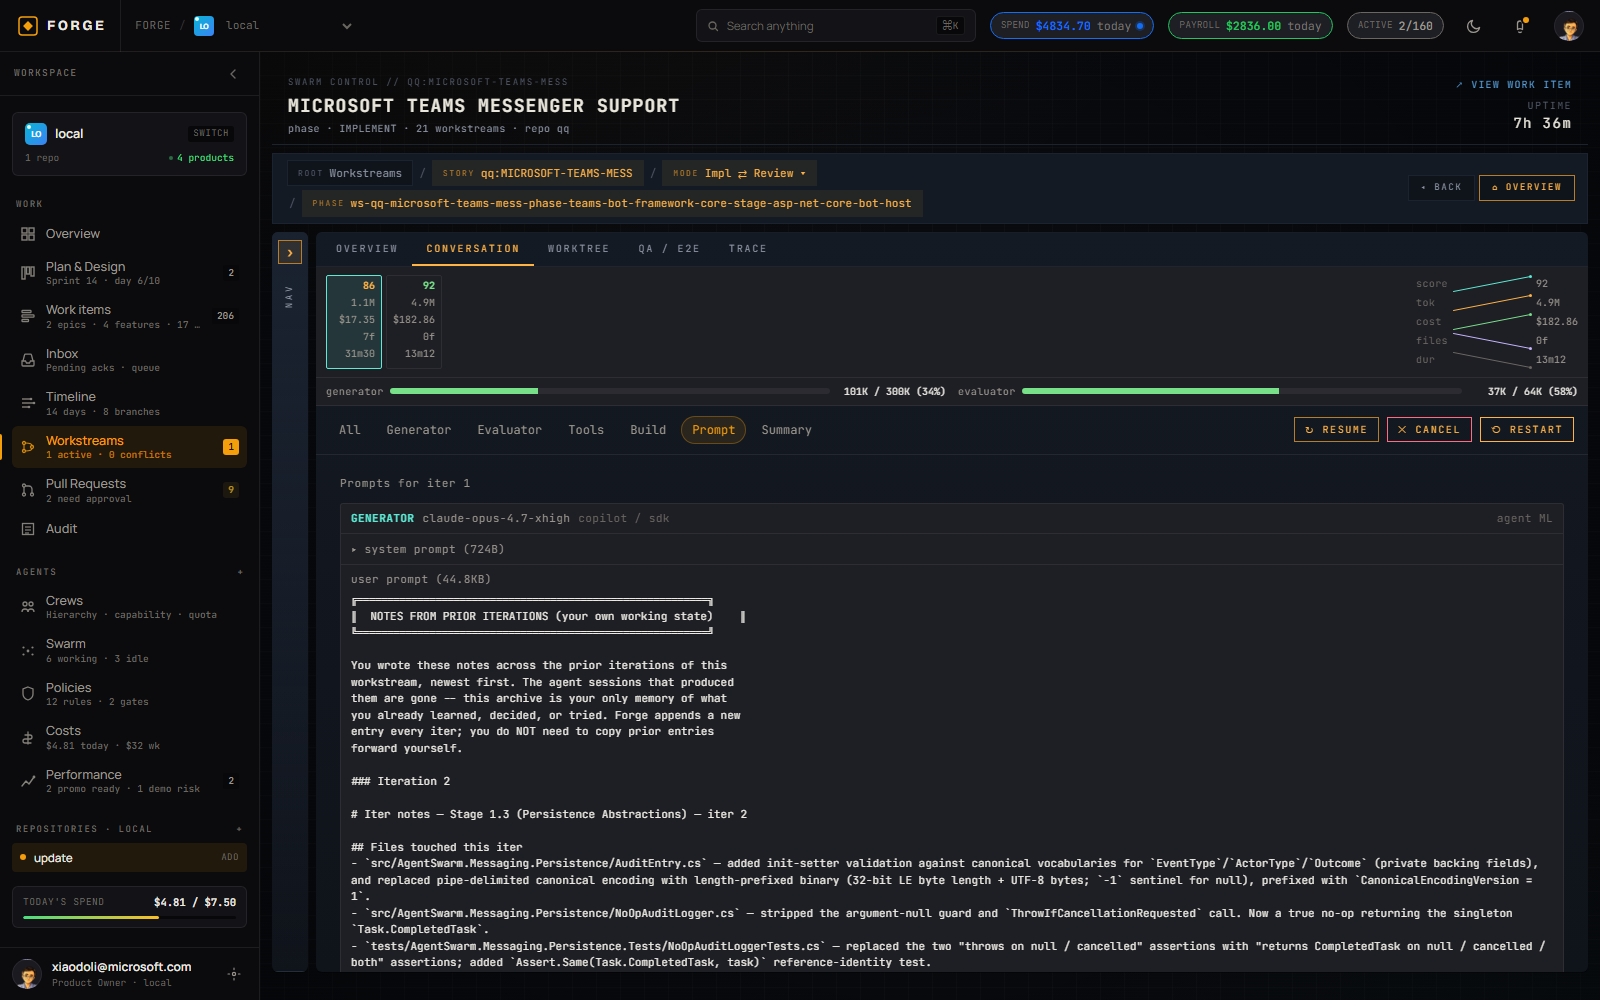 FORGE
FORGE / LO local
Search anything ⌘K
SPEND $4834.70 today
PAYROLL $2836.00 today
ACTIVE 2/160
WORKSPACE
LO local SWITCH
1 repo 4 products
WORK
Overview
Plan & Design
Sprint 14 · day 6/10
2
Work items
2 epics · 4 features · 17 …
206
Inbox
Pending acks · queue
Timeline
14 days · 8 branches
Workstreams
1 active · 0 conflicts
1
Pull Requests
2 need approval
9
Audit
AGENTS +
Crews
Hierarchy · capability · quota
Swarm
6 working · 3 idle
Policies
12 rules · 2 gates
Costs
$4.81 today · $32 wk
Performance
2 promo ready · 1 demo risk
2
REPOSITORIES · LOCAL +
update ADO
TODAY'S SPEND $4.81 / $7.50
xiaodoli@microsoft.com
Product Owner · local
SWARM CONTROL // QQ:MICROSOFT-TEAMS-MESS
MICROSOFT TEAMS MESSENGER SUPPORT
phase · IMPLEMENT · 21 workstreams · repo qq
↗ VIEW WORK ITEM
UPTIME
7h 36m
ROOT Workstreams / STORY qq:MICROSOFT-TEAMS-MESS / MODE Impl ⇄ Review ▾
/ PHASE ws-qq-microsoft-teams-mess-phase-teams-bot-framework-core-stage-asp-net-core-bot-host
◂ BACK
⌂ OVERVIEW
NAV
OVERVIEW CONVERSATION WORKTREE QA / E2E TRACE
86 92
1.1M 4.9M
$17.35 $182.86
7f 0f
31m30 13m12
score 92
tok 4.9M
cost $182.86
files 0f
dur 13m12
generator 101K / 300K (34%) evaluator 37K / 64K (58%)
All Generator Evaluator Tools Build Prompt Summary
↻ RESUME
✕ CANCEL
⟲ RESTART
Prompts for iter 1
GENERATOR claude-opus-4.7-xhigh copilot / sdk agent ML
▸ system prompt (724B)
user prompt (44.8KB)
NOTES FROM PRIOR ITERATIONS (your own working state)
You wrote these notes across the prior iterations of this
workstream, newest first. The agent sessions that produced
them are gone -- this archive is your only memory of what
you already learned, decided, or tried. Forge appends a new
entry every iter; you do NOT need to copy prior entries
forward yourself.
### Iteration 2
# Iter notes — Stage 1.3 (Persistence Abstractions) — iter 2
## Files touched this iter
- `src/AgentSwarm.Messaging.Persistence/AuditEntry.cs` — added init-setter validation against canonical vocabularies for `EventType`/`ActorType`/`Outcome` (private backing fields),
and replaced pipe-delimited canonical encoding with length-prefixed binary (32-bit LE byte length + UTF-8 bytes; `-1` sentinel for null), prefixed with `CanonicalEncodingVersion =
1`.
- `src/AgentSwarm.Messaging.Persistence/NoOpAuditLogger.cs` — stripped the argument-null guard and `ThrowIfCancellationRequested` call. Now a true no-op returning the singleton
`Task.CompletedTask`.
- `tests/AgentSwarm.Messaging.Persistence.Tests/NoOpAuditLoggerTests.cs` — replaced the two "throws on null / cancelled" assertions with "returns CompletedTask on null / cancelled /
both" assertions; added `Assert.Same(Task.CompletedTask, task)` reference-identity test.